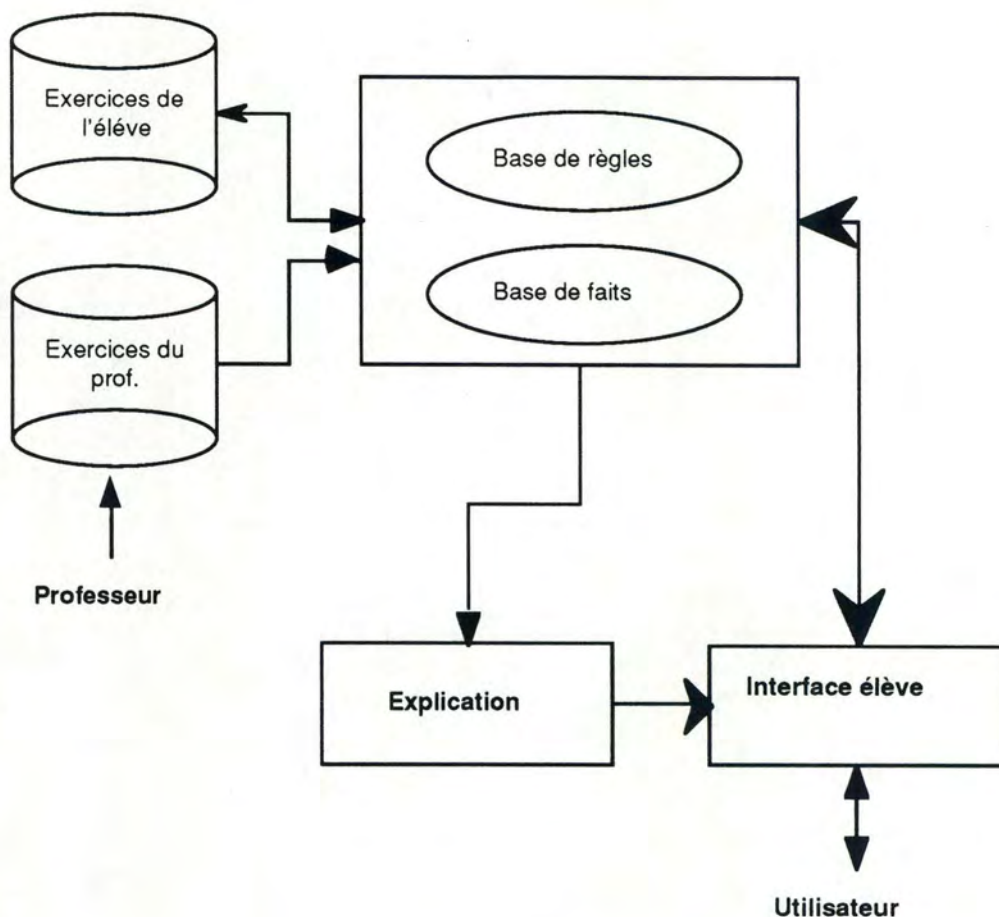 Exercices de
l'éléve
Base de règles
Base de faits
Exercices du
prof.
Professeur
Explication
Interface élève
Utilisateur